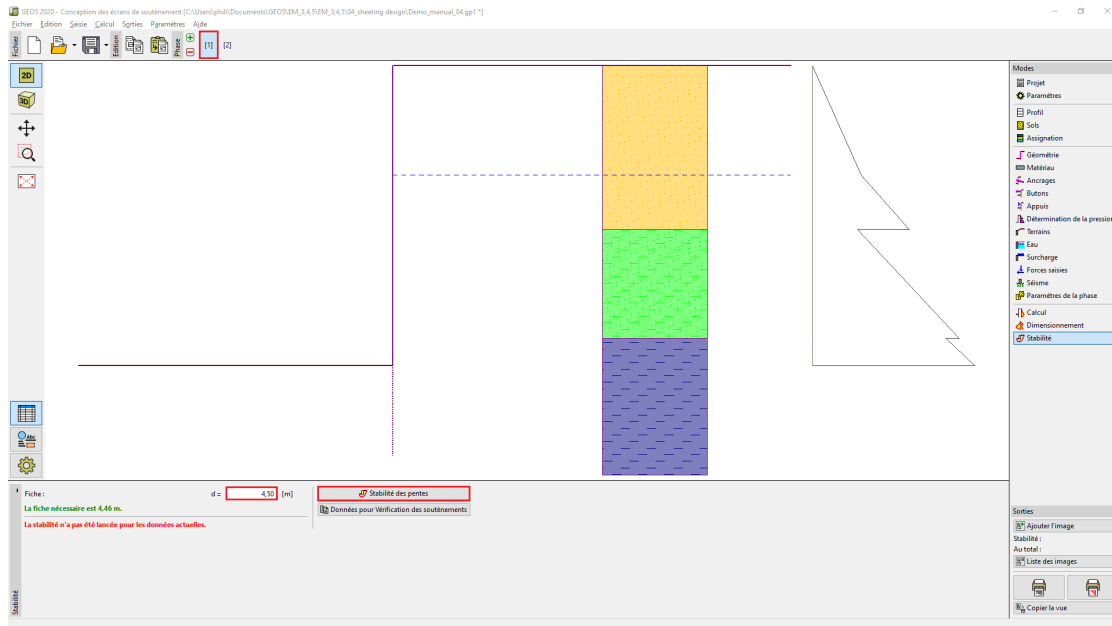 GEO5 2020 - Conception des écrans de soutènement [C:\Users\phili\Documents\GEO5\EM_3,4,5\EM_3,4,5\04_sheeting design\Demo_manual_04.gp1 *]
Fichier Edition Saisie Calcul Sorties Paramètres Aide
Fichier Edition Phase [1] [2]
2D
3D
Abc
Modes
Projet
Paramètres
Profil
Sols
Assignation
Géométrie
Matériau
Ancrages
Butons
Appuis
Détermination de la pression
Terrains
Eau
Surcharge
Forces saisies
Séisme
Paramètres de la phase
Calcul
Dimensionnement
Stabilité
Fiche : d = 4,50 [m]
La fiche nécessaire est 4,46 m.
La stabilité n'a pas été lancée pour les données actuelles.
Stabilité des pentes
Données pour Vérification des soutènements
Stabilité
Sorties
Ajouter l'image
Stabilité :
Au total :
Liste des images
Copier la vue